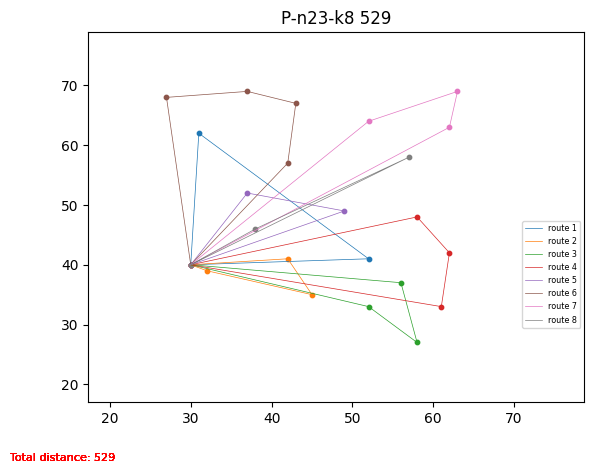 P-n23-k8 529
70
60
50
40
30
20
20
30
40
50
60
70
route 1
route 2
route 3
route 4
route 5
route 6
route 7
route 8
Total distance: 529